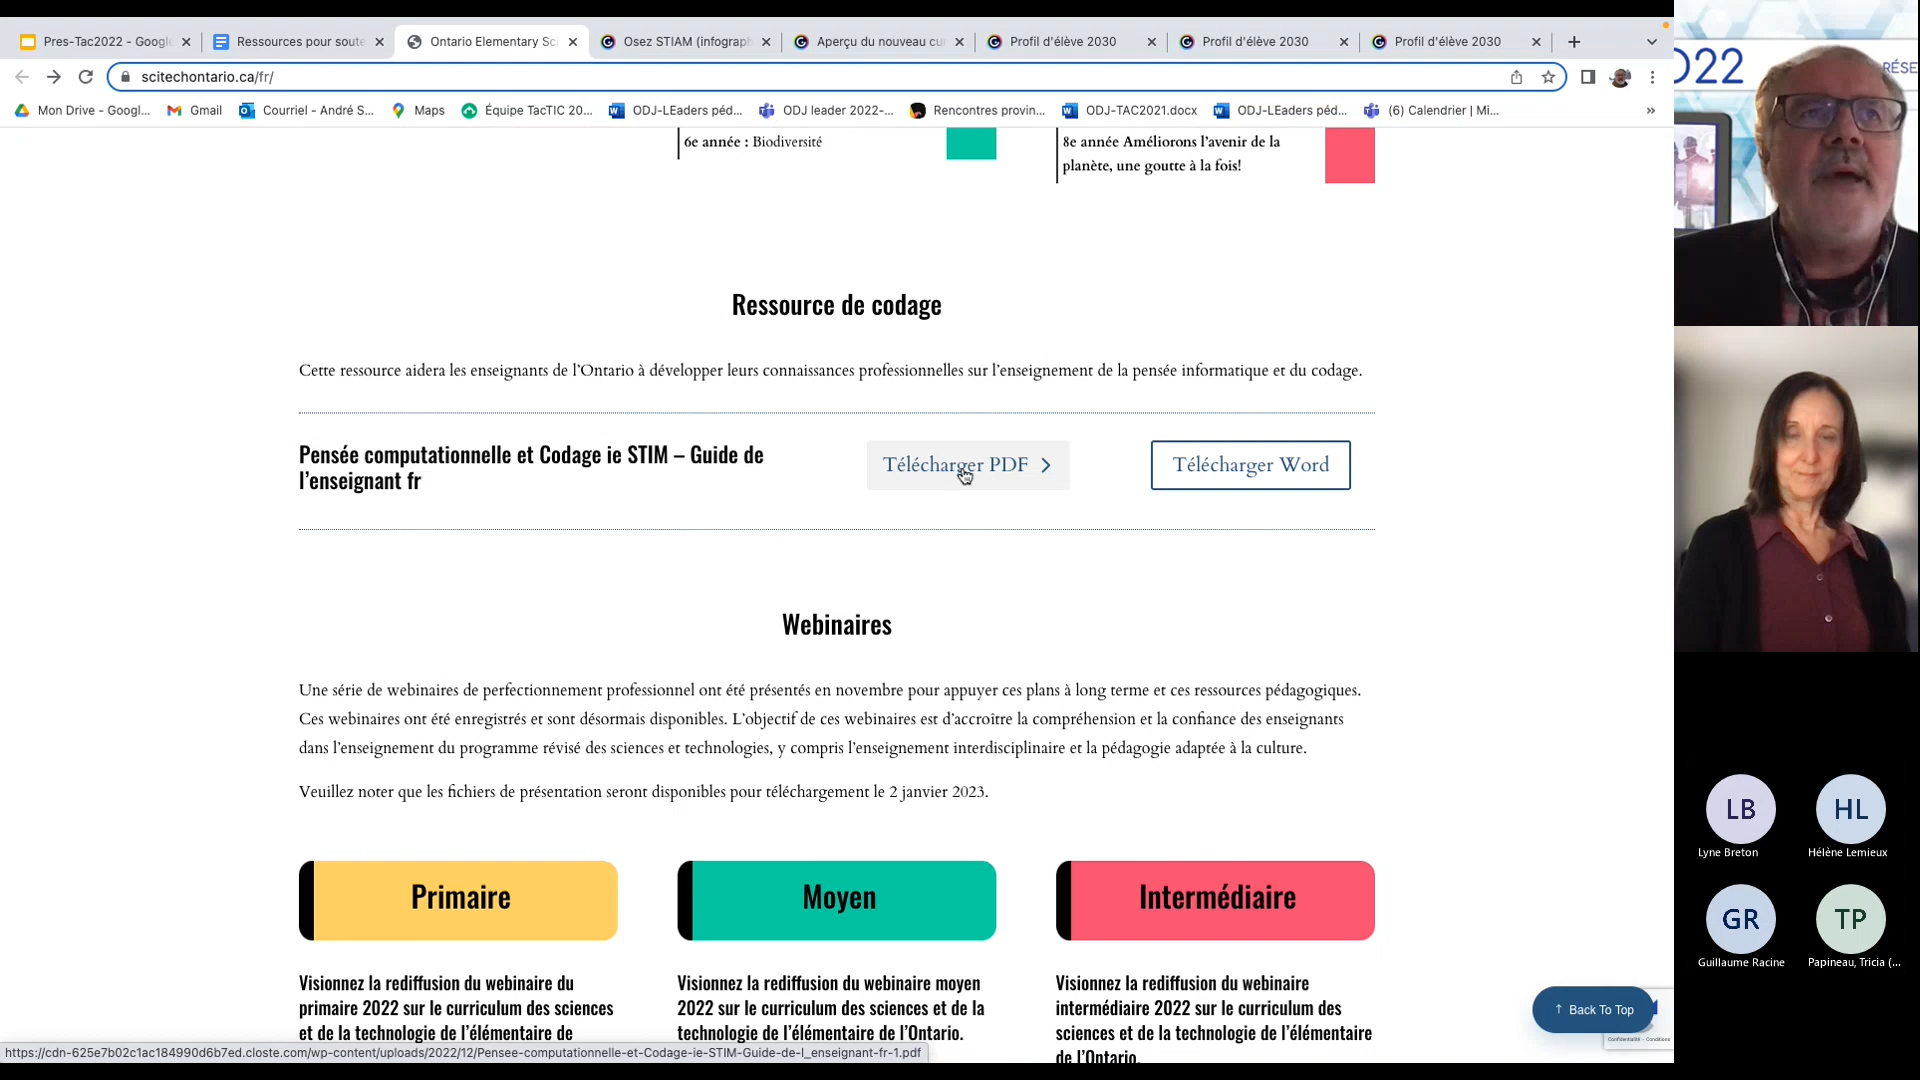 Pres-Tac2022 - Googl
Ressources pour soute
Ontario Elementary Sc
Osez STIAM (infograph
Aperçu du nouveau cu
Profil d'élève 2030
Profil d'élève 2030
Profil d'élève 2030
scitechontario.ca/fr/
Mon Drive - Googl...
Gmail
Courriel - André S...
Maps
Équipe TacTIC 20...
ODJ-LEaders péd...
ODJ leader 2022-...
Rencontres provin...
ODJ-TAC2021.docx
ODJ-LEaders péd...
(6) Calendrier | Mi...
»
6e année : Biodiversité
8e année Améliorons l’avenir de la
planète, une goutte à la fois!
Ressource de codage
Cette ressource aidera les enseignants de l’Ontario à développer leurs connaissances professionnelles sur l’enseignement de la pensée informatique et du codage.
Pensée computationnelle et Codage ie STIM – Guide de
l’enseignant fr
Télécharger PDF
Télécharger Word
Webinaires
Une série de webinaires de perfectionnement professionnel ont été présentés en novembre pour appuyer ces plans à long terme et ces ressources pédagogiques.
Ces webinaires ont été enregistrés et sont désormais disponibles. L’objectif de ces webinaires est d’accroître la compréhension et la confiance des enseignants
dans l’enseignement du programme révisé des sciences et technologies, y compris l’enseignement interdisciplinaire et la pédagogie adaptée à la culture.
Veuillez noter que les fichiers de présentation seront disponibles pour téléchargement le 2 janvier 2023.
Primaire
Moyen
Intermédiaire
Visionnez la rediffusion du webinaire du
primaire 2022 sur le curriculum des sciences
et de la technologie de l’élémentaire de
Visionnez la rediffusion du webinaire moyen
2022 sur le curriculum des sciences et de la
technologie de l’élémentaire de l’Ontario.
Visionnez la rediffusion du webinaire
intermédiaire 2022 sur le curriculum des
sciences et de la technologie de l’élémentaire
de l’Ontario.
↑ Back To Top
Confidentialité - Conditions
https://cdn-625e7b02c1ac184990d6b7ed.closte.com/wp-content/uploads/2022/12/Pensee-computationnelle-et-Codage-ie-STIM-Guide-de-l_enseignant-fr-1.pdf
022
RÉSE
LB
Lyne Breton
HL
Hélène Lemieux
GR
Guillaume Racine
TP
Papineau, Tricia (...